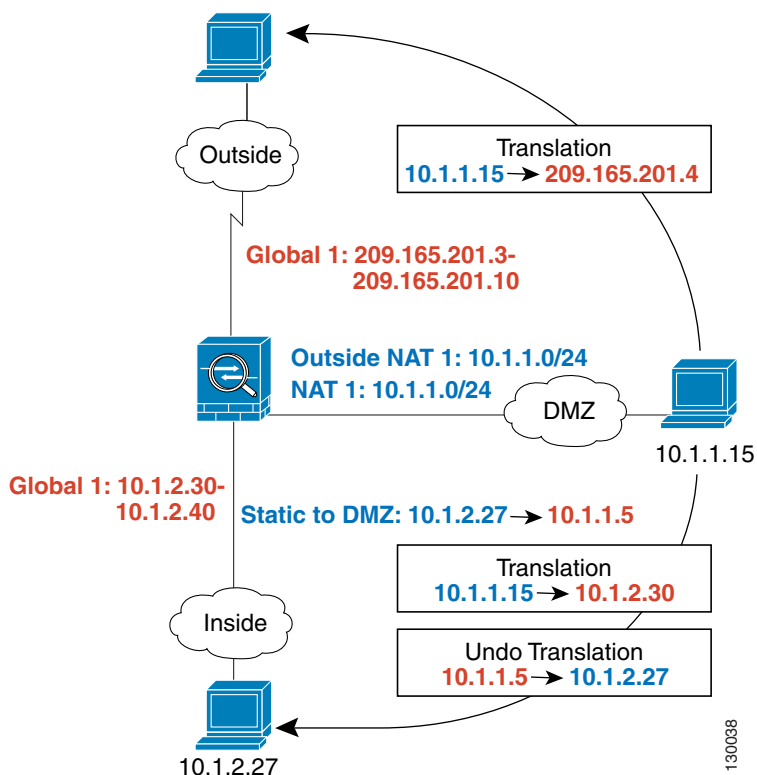 Outside
Translation
10.1.1.15 → 209.165.201.4
Global 1: 209.165.201.3-
209.165.201.10
Outside NAT 1: 10.1.1.0/24
NAT 1: 10.1.1.0/24
DMZ
10.1.1.15
Global 1: 10.1.2.30-
10.1.2.40
Static to DMZ: 10.1.2.27 → 10.1.1.5
Translation
10.1.1.15 → 10.1.2.30
Inside
Undo Translation
10.1.1.5 → 10.1.2.27
10.1.2.27
130038